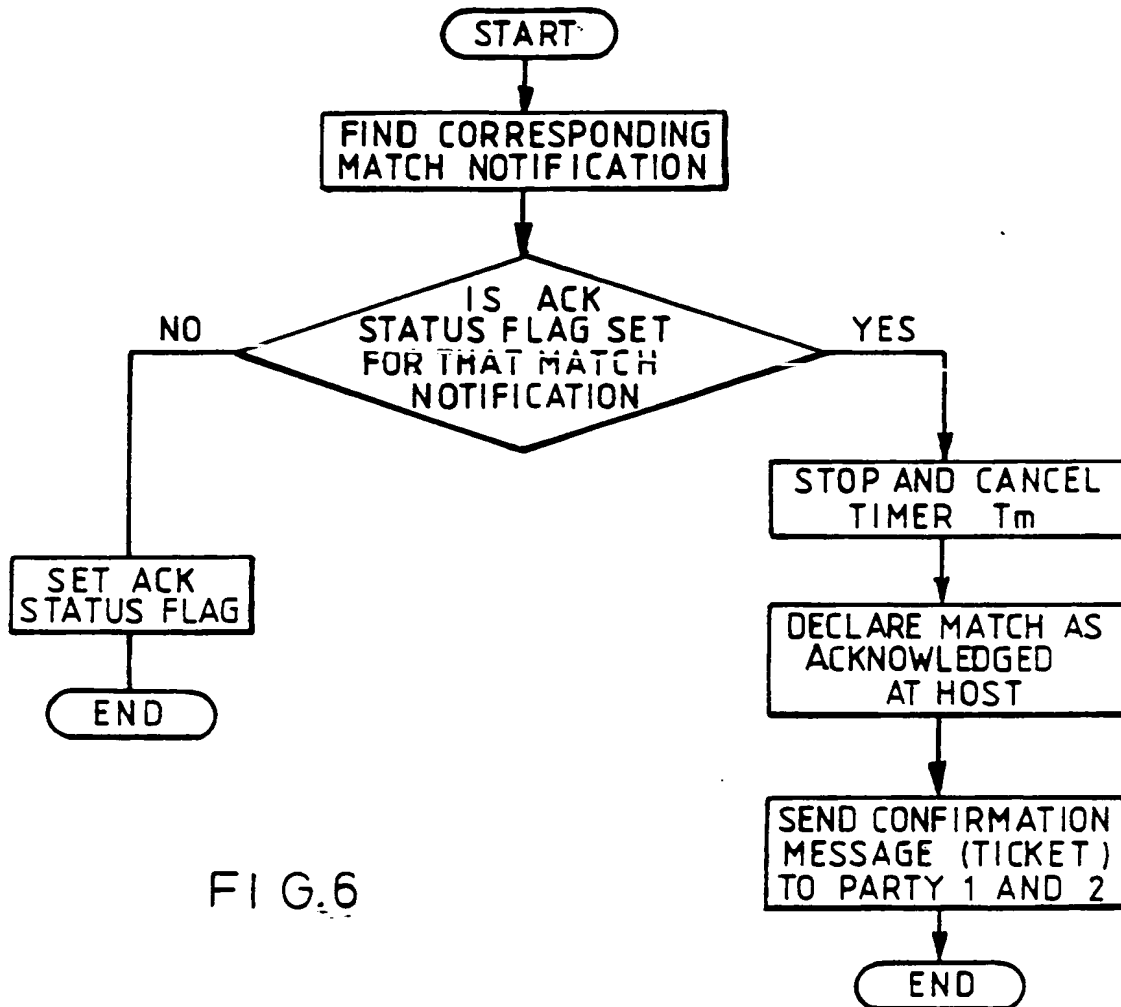 START
FIND CORRESPONDING
MATCH NOTIFICATION
IS ACK
STATUS FLAG SET
FOR THAT MATCH
NOTIFICATION
NO
YES
SET ACK
STATUS FLAG
END
STOP AND CANCEL
TIMER Tm
DECLARE MATCH AS
ACKNOWLEDGED
AT HOST
SEND CONFIRMATION
MESSAGE (TICKET)
TO PARTY 1 AND 2
END
FIG.6